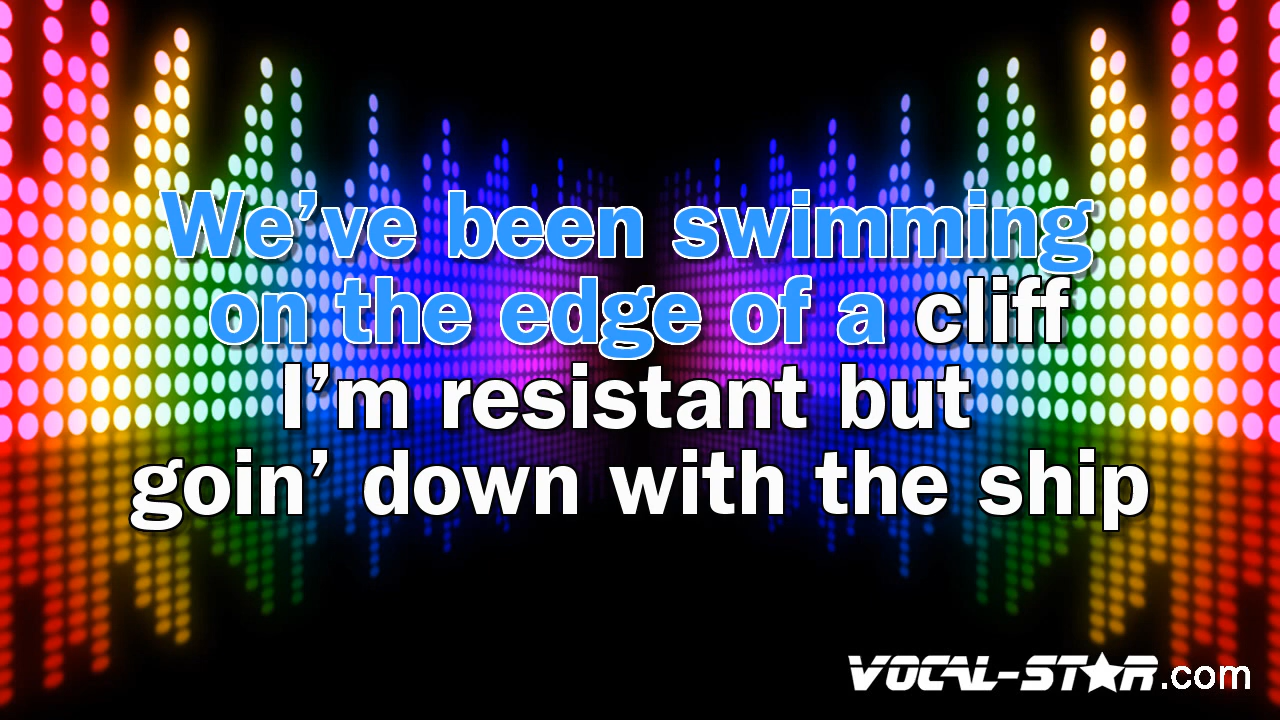 We’ve been swimming
on the edge of a cliff
I’m resistant but
goin’ down with the ship
VOCAL-STAR.com